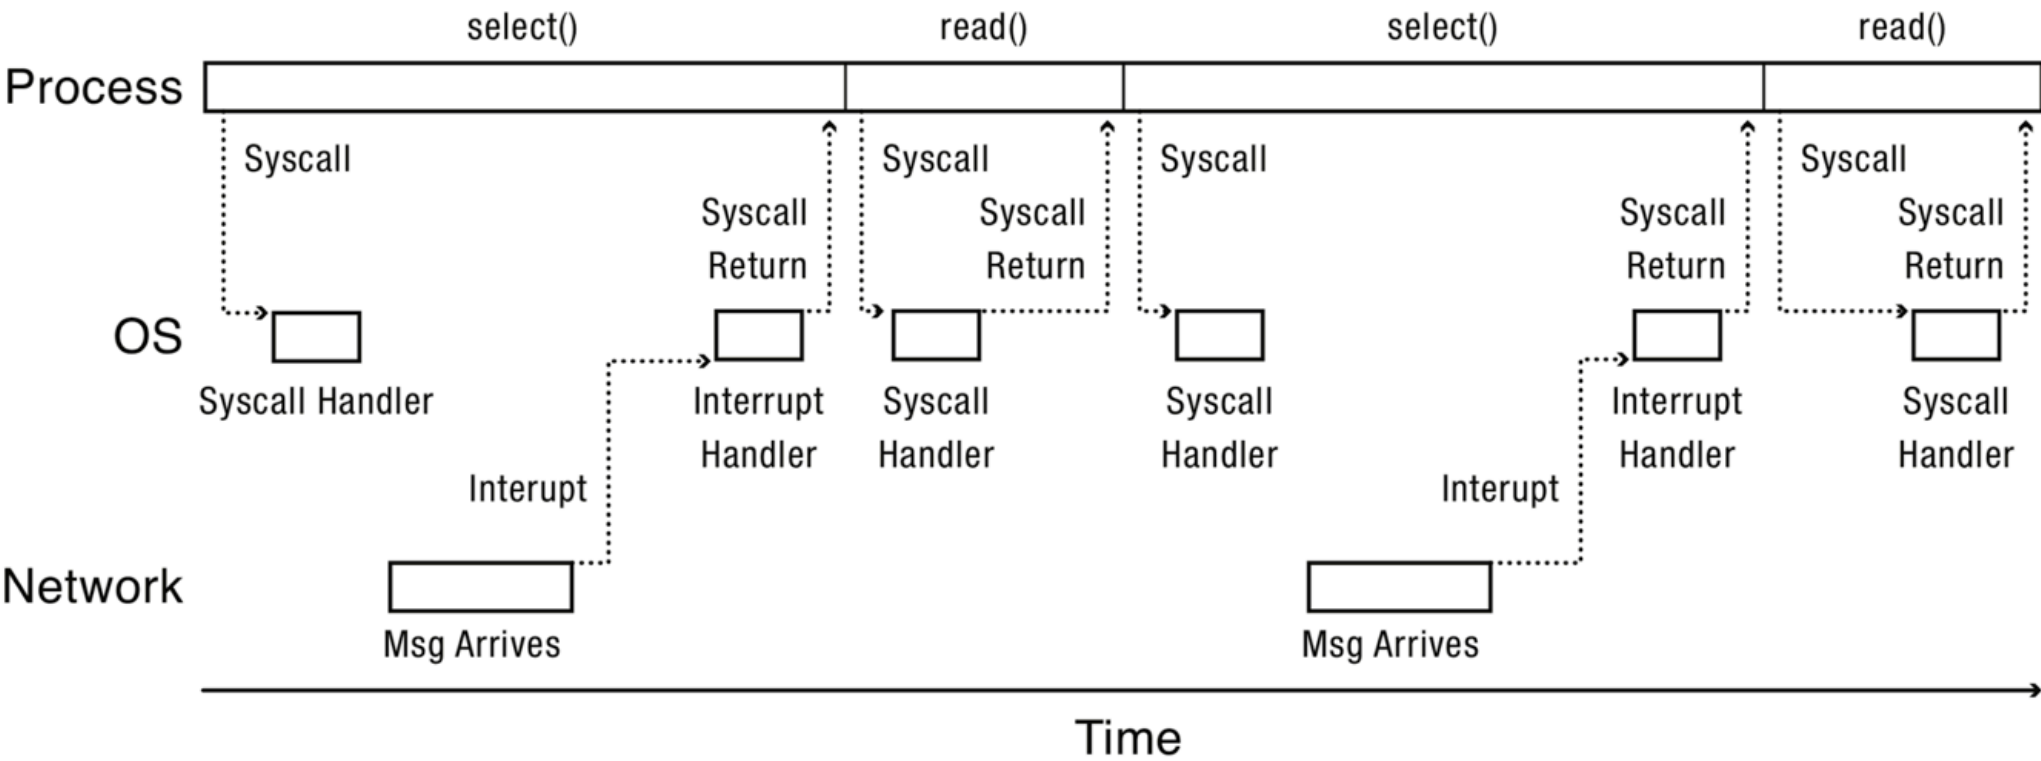 select() read() select() read()
Process
Syscall Syscall Syscall Syscall
Syscall Syscall Syscall Syscall
Return Return Return Return
OS
Syscall Handler Interrupt Syscall Syscall Interrupt Syscall
Handler Handler Handler Handler Handler
Interupt Interupt
Network
Msg Arrives Msg Arrives
Time